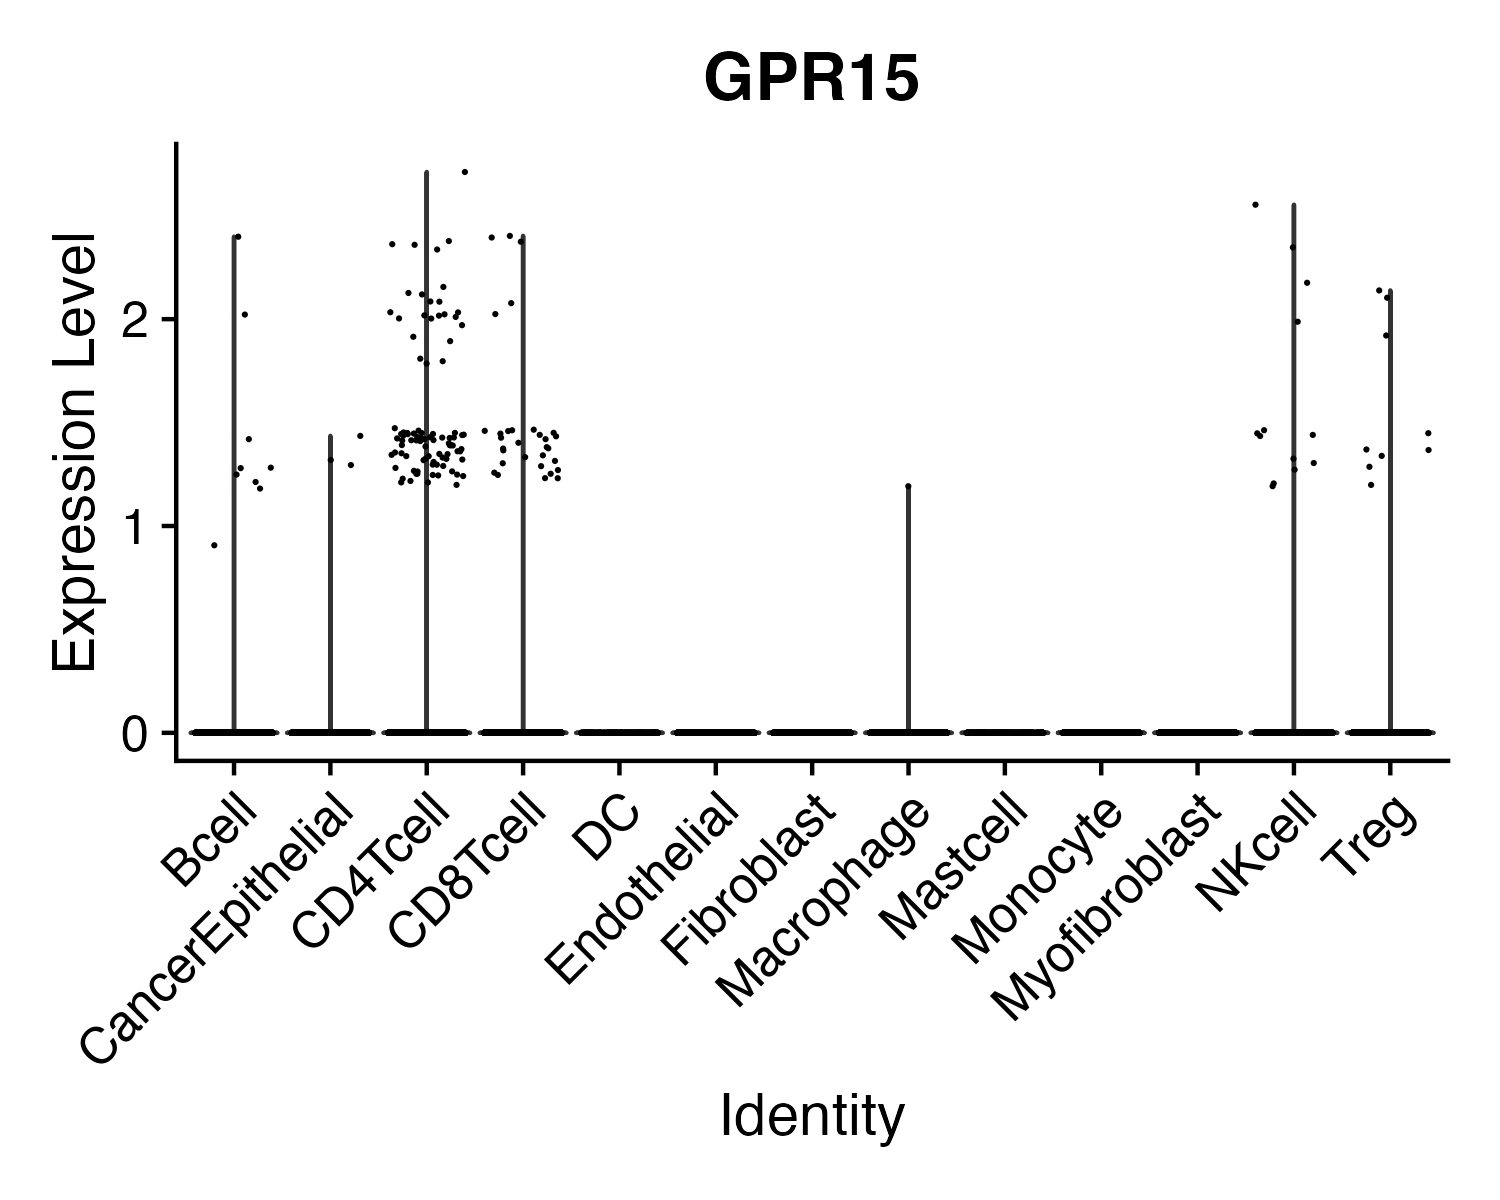 GPR15
Expression Level
2
1
0
Bcell
CancerEpithelial
CD4Tcell
CD8Tcell
DC
Endothelial
Fibroblast
Macrophage
Mastcell
Monocyte
Myofibroblast
NKcell
Treg
Identity